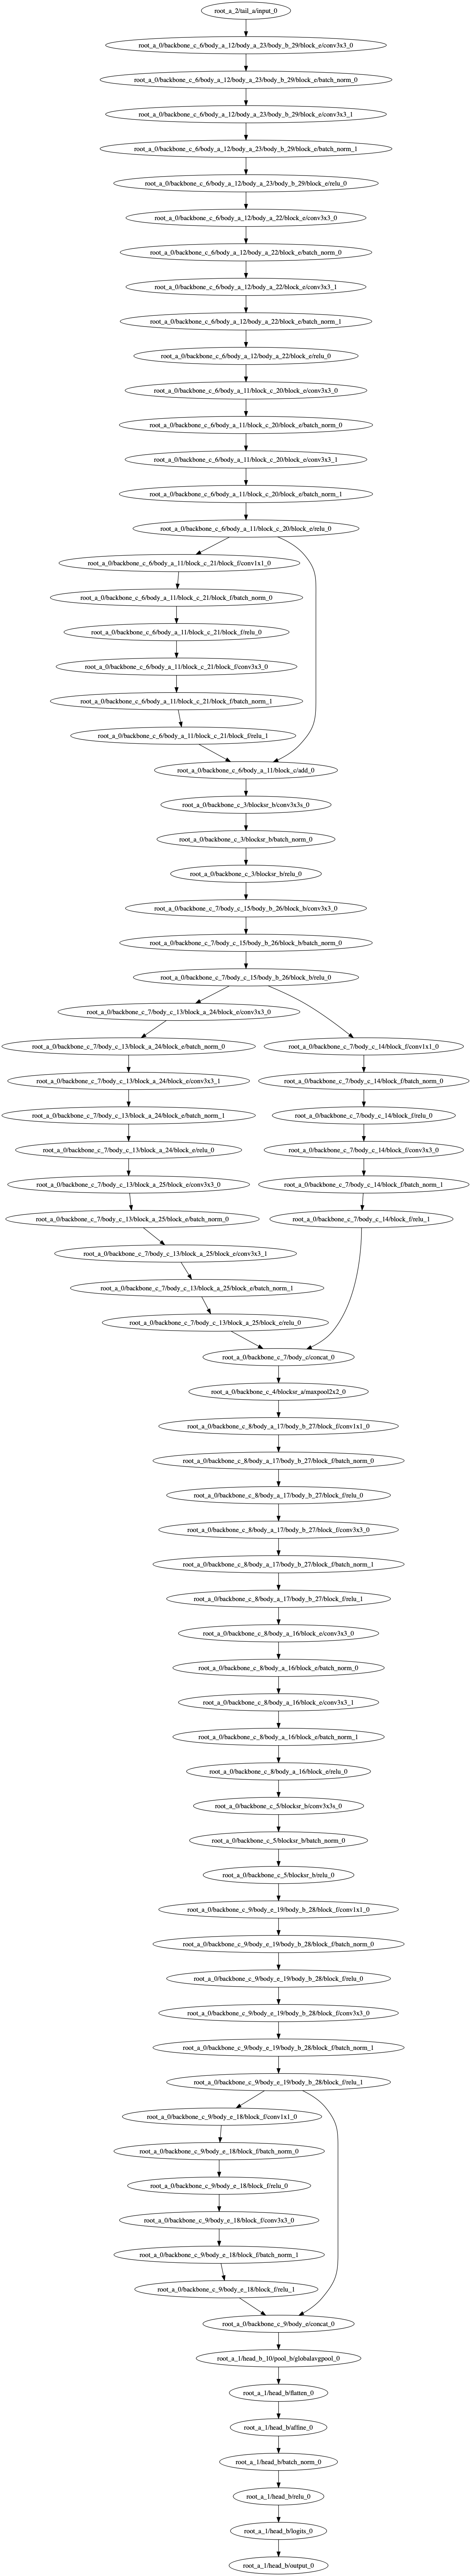 root_a_2/tail_a/input_0
root_a_0/backbone_c_6/body_a_12/body_a_23/body_b_29/block_e/conv3x3_0
root_a_0/backbone_c_6/body_a_12/body_a_23/body_b_29/block_e/batch_norm_0
root_a_0/backbone_c_6/body_a_12/body_a_23/body_b_29/block_e/conv3x3_1
root_a_0/backbone_c_6/body_a_12/body_a_23/body_b_29/block_e/batch_norm_1
root_a_0/backbone_c_6/body_a_12/body_a_23/body_b_29/block_e/relu_0
root_a_0/backbone_c_6/body_a_12/body_a_22/block_e/conv3x3_0
root_a_0/backbone_c_6/body_a_12/body_a_22/block_e/batch_norm_0
root_a_0/backbone_c_6/body_a_12/body_a_22/block_e/conv3x3_1
root_a_0/backbone_c_6/body_a_12/body_a_22/block_e/batch_norm_1
root_a_0/backbone_c_6/body_a_12/body_a_22/block_e/relu_0
root_a_0/backbone_c_6/body_a_11/block_c_20/block_e/conv3x3_0
root_a_0/backbone_c_6/body_a_11/block_c_20/block_e/batch_norm_0
root_a_0/backbone_c_6/body_a_11/block_c_20/block_e/conv3x3_1
root_a_0/backbone_c_6/body_a_11/block_c_20/block_e/batch_norm_1
root_a_0/backbone_c_6/body_a_11/block_c_20/block_e/relu_0
root_a_0/backbone_c_6/body_a_11/block_c_21/block_f/conv1x1_0
root_a_0/backbone_c_6/body_a_11/block_c_21/block_f/batch_norm_0
root_a_0/backbone_c_6/body_a_11/block_c_21/block_f/relu_0
root_a_0/backbone_c_6/body_a_11/block_c_21/block_f/conv3x3_0
root_a_0/backbone_c_6/body_a_11/block_c_21/block_f/batch_norm_1
root_a_0/backbone_c_6/body_a_11/block_c_21/block_f/relu_1
root_a_0/backbone_c_6/body_a_11/block_c/add_0
root_a_0/backbone_c_3/blocksr_b/conv3x3s_0
root_a_0/backbone_c_3/blocksr_b/batch_norm_0
root_a_0/backbone_c_3/blocksr_b/relu_0
root_a_0/backbone_c_7/body_c_15/body_b_26/block_b/conv3x3_0
root_a_0/backbone_c_7/body_c_15/body_b_26/block_b/batch_norm_0
root_a_0/backbone_c_7/body_c_15/body_b_26/block_b/relu_0
root_a_0/backbone_c_7/body_c_13/block_a_24/block_e/conv3x3_0
root_a_0/backbone_c_7/body_c_13/block_a_24/block_e/batch_norm_0
root_a_0/backbone_c_7/body_c_14/block_f/conv1x1_0
root_a_0/backbone_c_7/body_c_13/block_a_24/block_e/conv3x3_1
root_a_0/backbone_c_7/body_c_14/block_f/batch_norm_0
root_a_0/backbone_c_7/body_c_13/block_a_24/block_e/batch_norm_1
root_a_0/backbone_c_7/body_c_14/block_f/relu_0
root_a_0/backbone_c_7/body_c_13/block_a_24/block_e/relu_0
root_a_0/backbone_c_7/body_c_14/block_f/conv3x3_0
root_a_0/backbone_c_7/body_c_13/block_a_25/block_e/conv3x3_0
root_a_0/backbone_c_7/body_c_14/block_f/batch_norm_1
root_a_0/backbone_c_7/body_c_13/block_a_25/block_e/batch_norm_0
root_a_0/backbone_c_7/body_c_14/block_f/relu_1
root_a_0/backbone_c_7/body_c_13/block_a_25/block_e/conv3x3_1
root_a_0/backbone_c_7/body_c_13/block_a_25/block_e/batch_norm_1
root_a_0/backbone_c_7/body_c_13/block_a_25/block_e/relu_0
root_a_0/backbone_c_7/body_c/concat_0
root_a_0/backbone_c_4/blocksr_a/maxpool2x2_0
root_a_0/backbone_c_8/body_a_17/body_b_27/block_f/conv1x1_0
root_a_0/backbone_c_8/body_a_17/body_b_27/block_f/batch_norm_0
root_a_0/backbone_c_8/body_a_17/body_b_27/block_f/relu_0
root_a_0/backbone_c_8/body_a_17/body_b_27/block_f/conv3x3_0
root_a_0/backbone_c_8/body_a_17/body_b_27/block_f/batch_norm_1
root_a_0/backbone_c_8/body_a_17/body_b_27/block_f/relu_1
root_a_0/backbone_c_8/body_a_16/block_e/conv3x3_0
root_a_0/backbone_c_8/body_a_16/block_e/batch_norm_0
root_a_0/backbone_c_8/body_a_16/block_e/conv3x3_1
root_a_0/backbone_c_8/body_a_16/block_e/batch_norm_1
root_a_0/backbone_c_8/body_a_16/block_e/relu_0
root_a_0/backbone_c_5/blocksr_b/conv3x3s_0
root_a_0/backbone_c_5/blocksr_b/batch_norm_0
root_a_0/backbone_c_5/blocksr_b/relu_0
root_a_0/backbone_c_9/body_e_19/body_b_28/block_f/conv1x1_0
root_a_0/backbone_c_9/body_e_19/body_b_28/block_f/batch_norm_0
root_a_0/backbone_c_9/body_e_19/body_b_28/block_f/relu_0
root_a_0/backbone_c_9/body_e_19/body_b_28/block_f/conv3x3_0
root_a_0/backbone_c_9/body_e_19/body_b_28/block_f/batch_norm_1
root_a_0/backbone_c_9/body_e_19/body_b_28/block_f/relu_1
root_a_0/backbone_c_9/body_e_18/block_f/conv1x1_0
root_a_0/backbone_c_9/body_e_18/block_f/batch_norm_0
root_a_0/backbone_c_9/body_e_18/block_f/relu_0
root_a_0/backbone_c_9/body_e_18/block_f/conv3x3_0
root_a_0/backbone_c_9/body_e_18/block_f/batch_norm_1
root_a_0/backbone_c_9/body_e_18/block_f/relu_1
root_a_0/backbone_c_9/body_e/concat_0
root_a_1/head_b_10/pool_b/globalavgpool_0
root_a_1/head_b/flatten_0
root_a_1/head_b/affine_0
root_a_1/head_b/batch_norm_0
root_a_1/head_b/relu_0
root_a_1/head_b/logits_0
root_a_1/head_b/output_0